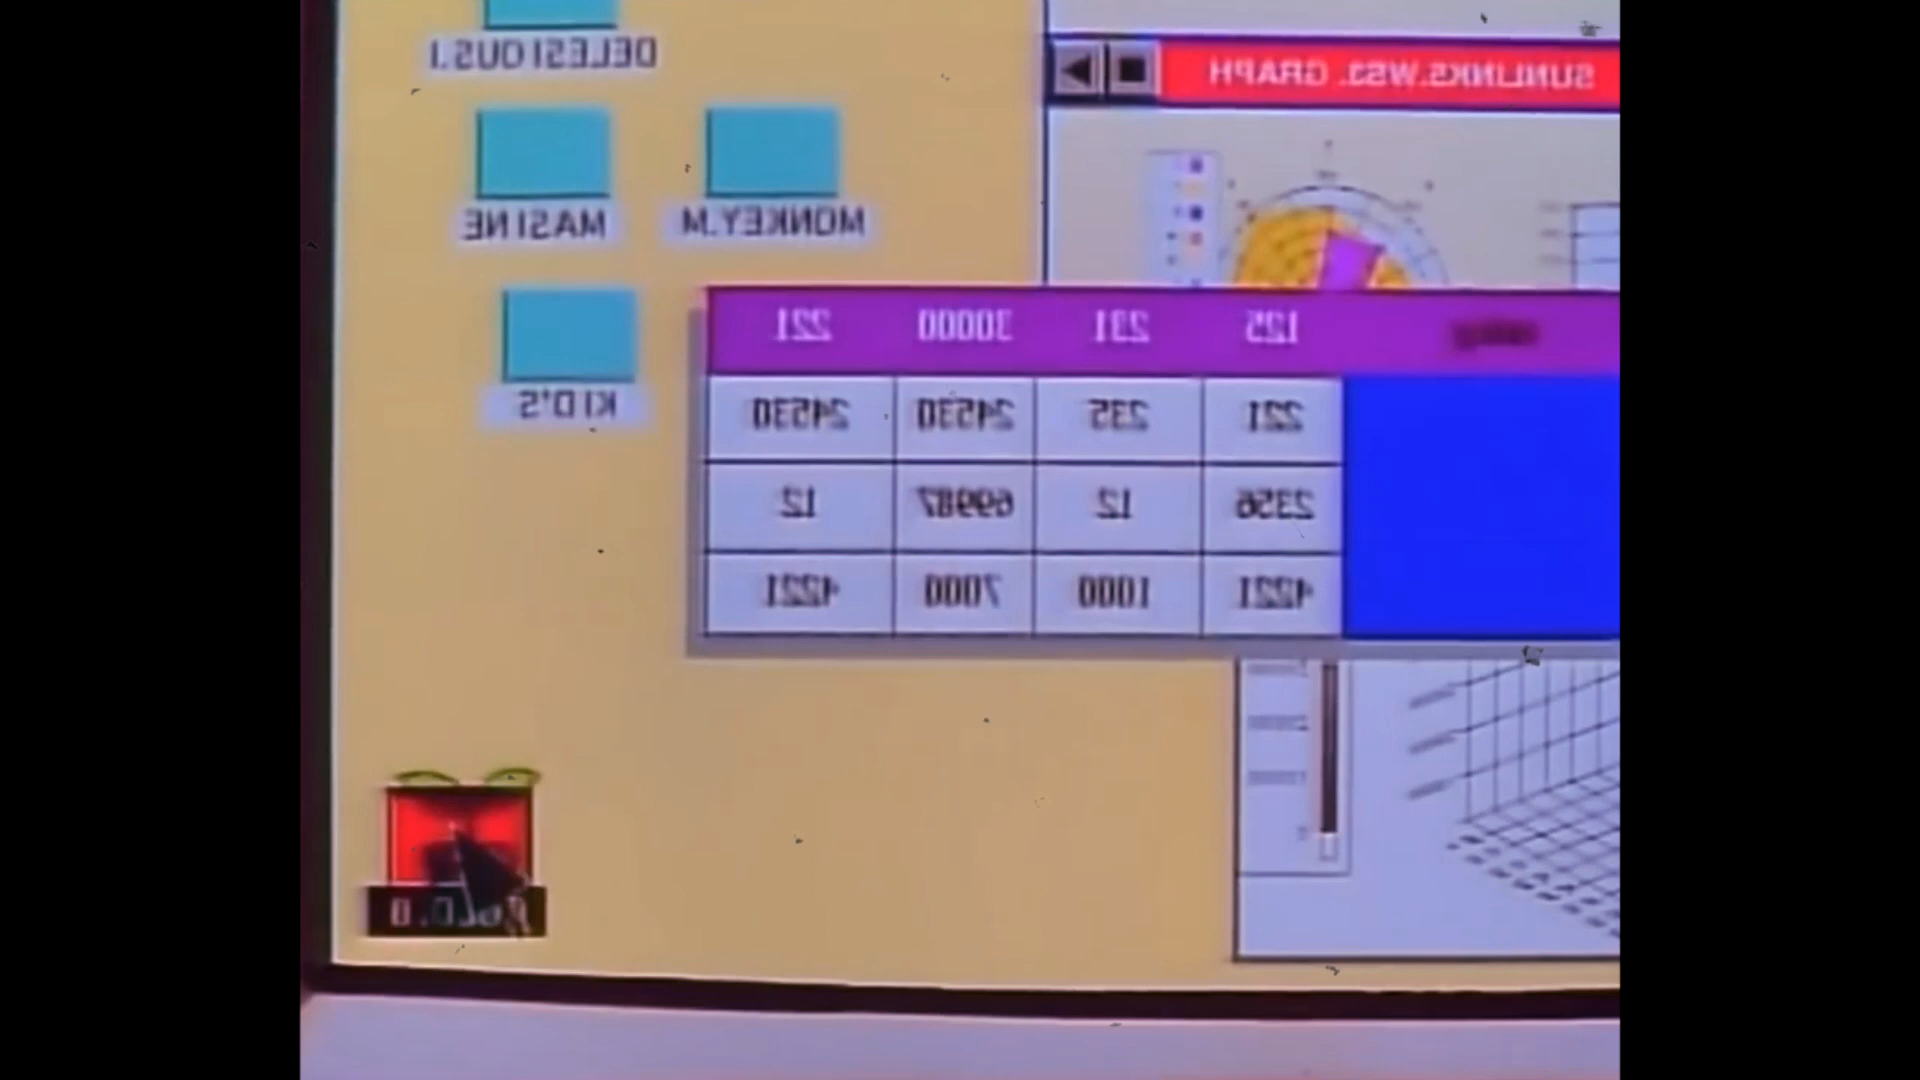 DELESIOUS.I
SUNLINKS.WS2. GRAPH
MONKEY.M
MASINE
KID'S
125 231 30000 221
221 235 24530 24530
2356 12 69987 12
4221 1000 7000 4221